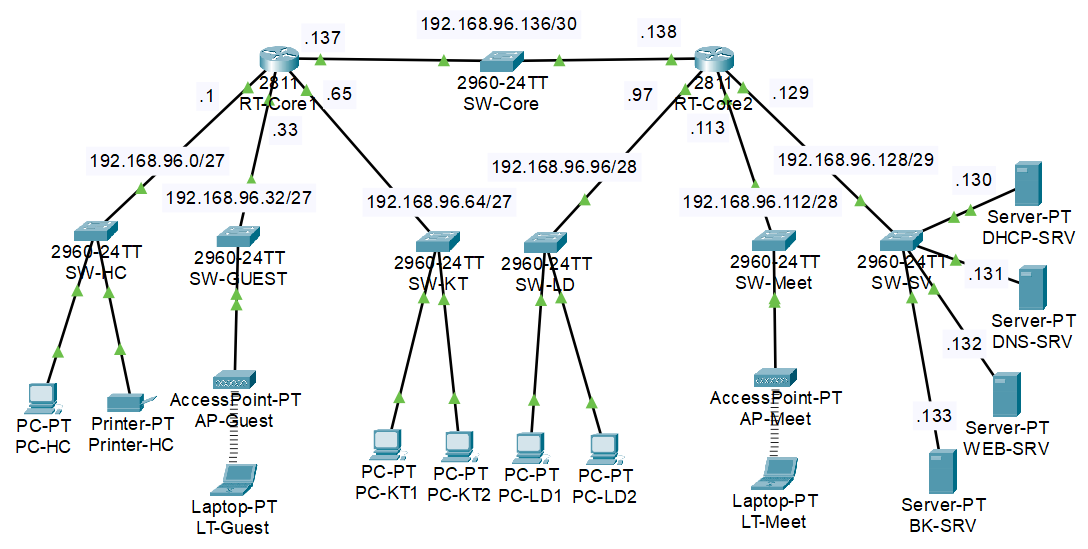 192.168.96.136/30
.137
.138
2811
RT-Core1
2960-24TT
SW-Core
2811
RT-Core2
.1
.33
.65
.97
.113
.129
192.168.96.0/27
192.168.96.32/27
192.168.96.64/27
192.168.96.96/28
192.168.96.112/28
192.168.96.128/29
2960-24TT
SW-HC
2960-24TT
SW-GUEST
2960-24TT
SW-KT
2960-24TT
SW-LD
2960-24TT
SW-Meet
2960-24TT
SW-SV
.130
Server-PT
DHCP-SRV
.131
Server-PT
DNS-SRV
.132
Server-PT
WEB-SRV
.133
Server-PT
BK-SRV
PC-PT
PC-HC
Printer-PT
Printer-HC
AccessPoint-PT
AP-Guest
Laptop-PT
LT-Guest
PC-PT
PC-KT1
PC-PT
PC-KT2
PC-PT
PC-LD1
PC-PT
PC-LD2
AccessPoint-PT
AP-Meet
Laptop-PT
LT-Meet